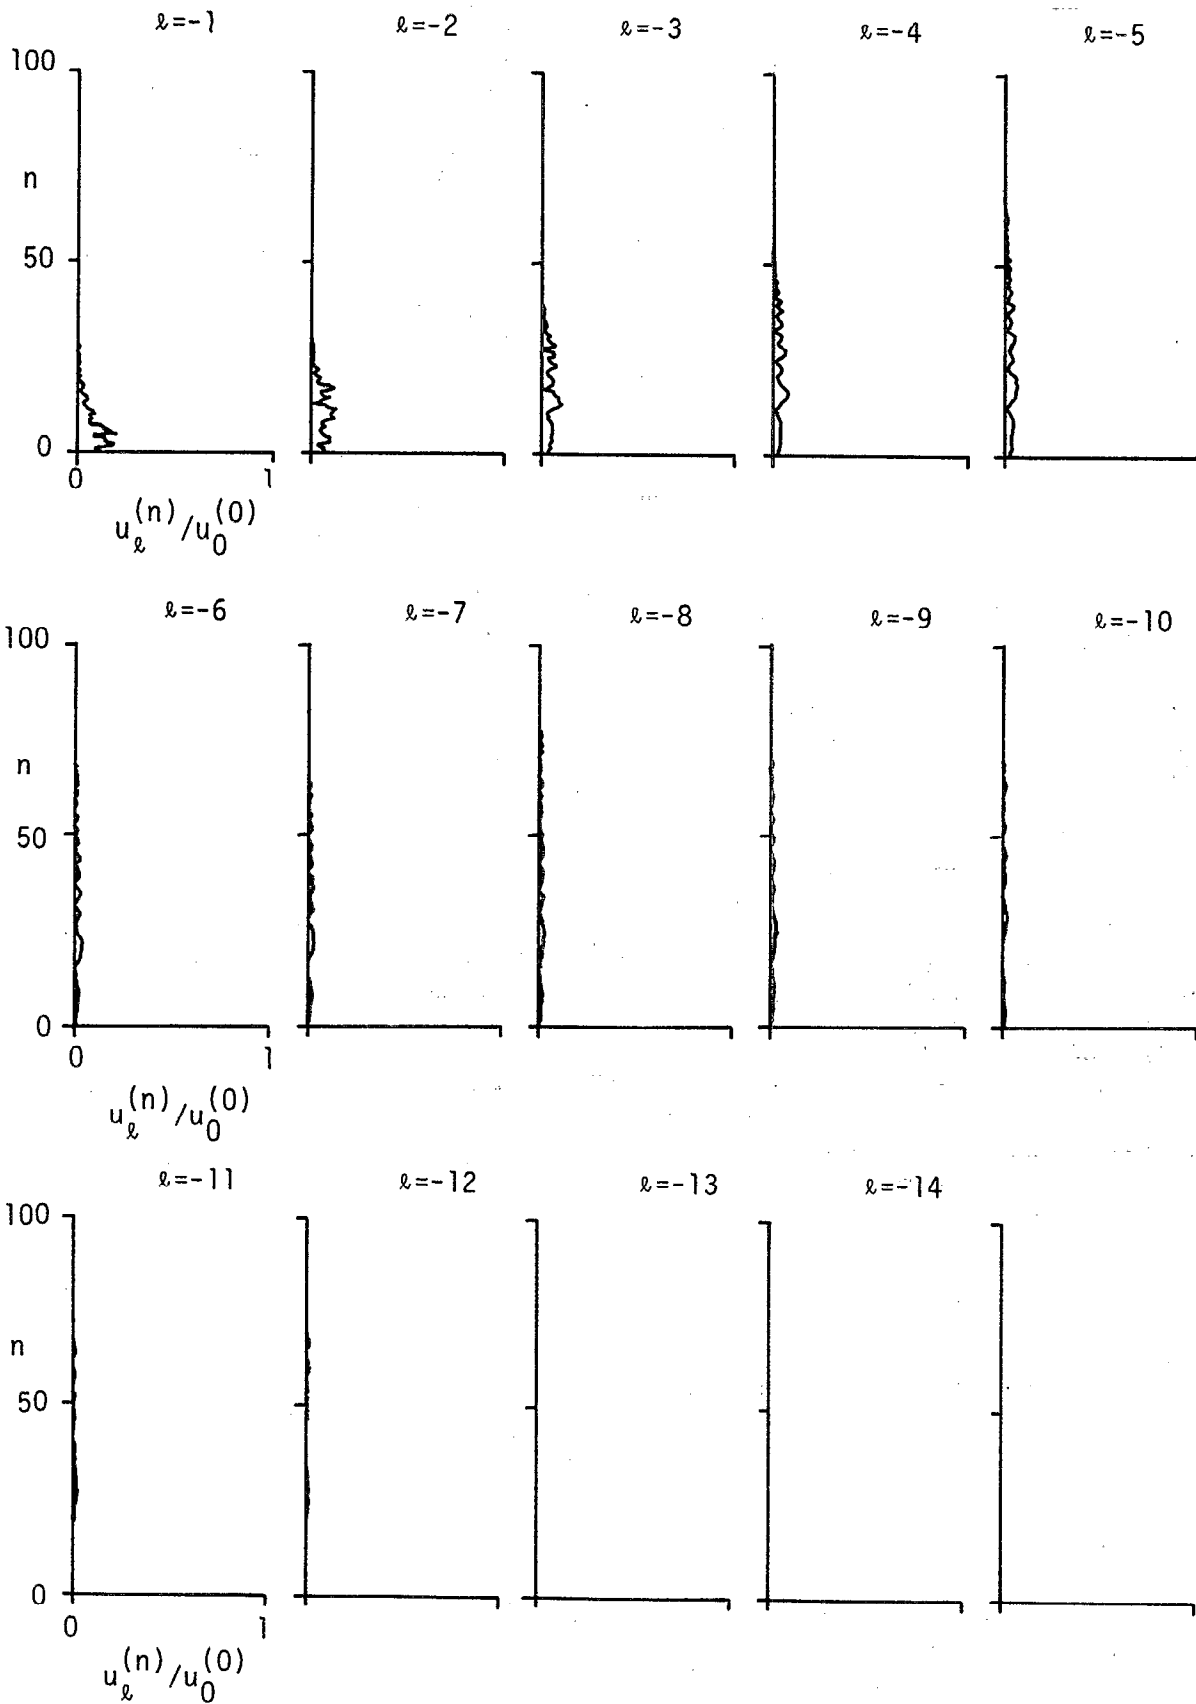 ℓ=-1 ℓ=-2 ℓ=-3 ℓ=-4 ℓ=-5
100
n
50
0
0 1
u_ℓ^(n)/u_0^(0)
ℓ=-6 ℓ=-7 ℓ=-8 ℓ=-9 ℓ=-10
100
n
50
0
0 1
u_ℓ^(n)/u_0^(0)
ℓ=-11 ℓ=-12 ℓ=-13 ℓ=-14
100
n
50
0
0 1
u_ℓ^(n)/u_0^(0)